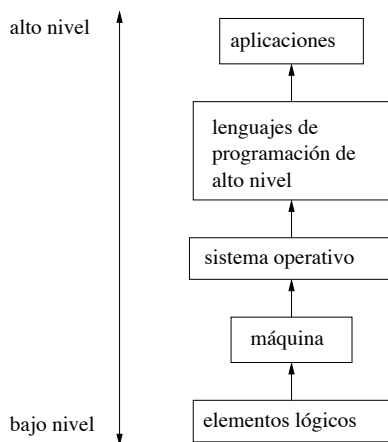 alto nivel
aplicaciones
lenguajes de
programación de
alto nivel
sistema operativo
máquina
bajo nivel
elementos lógicos